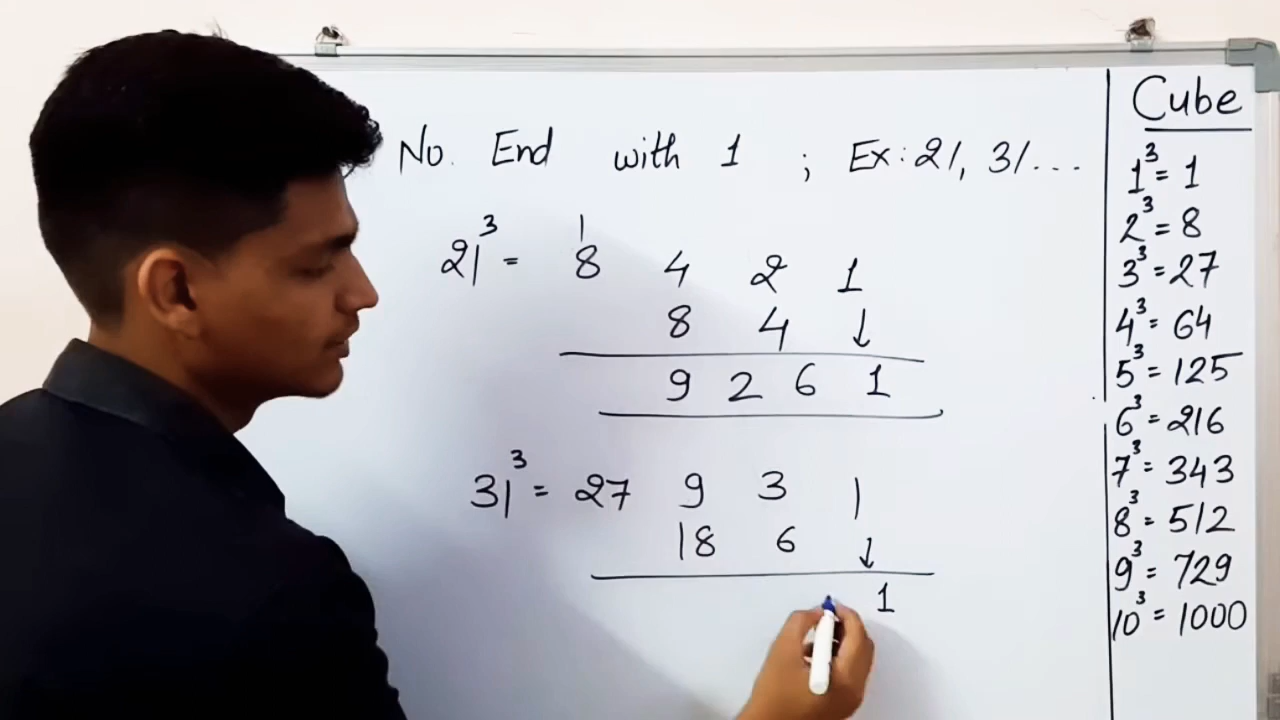 No. End with 1 ; Ex: 21, 31...
21³ = 8 4 2 1
1
8 4 ↓
9 2 6 1
31³ = 27 9 3 1
18 6 ↓
1
Cube
1³ = 1
2³ = 8
3³ = 27
4³ = 64
5³ = 125
6³ = 216
7³ = 343
8³ = 512
9³ = 729
10³ = 1000